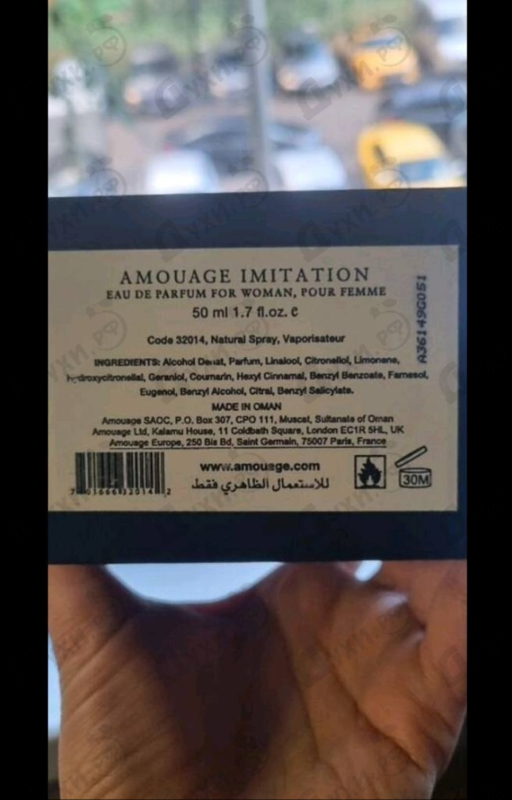 AMOUAGE IMITATION
EAU DE PARFUM FOR WOMAN, POUR FEMME
50 ml 1.7 fl.oz. e
Code 32014, Natural Spray, Vaporisateur
INGREDIENTS: Alcohol Denat, Parfum, Linalool, Citronellol, Limonene,
Hydroxycitronellal, Geraniol, Coumarin, Hexyl Cinnamal, Benzyl Benzoate, Farnesol,
Eugenol, Benzyl Alcohol, Citral, Benzyl Salicylate.
MADE IN OMAN
Amouage SAOC, P.O. Box 307, CPO 111, Muscat, Sultanate of Oman
Amouage Ltd, Kalamu House, 11 Coldbath Square, London EC1R 5HL, UK
Amouage Europe, 250 Bis Bd, Saint Germain, 75007 Paris, France
www.amouage.com
للاستعمال الظاهري فقط
30M
A36149G051
Духи.рф